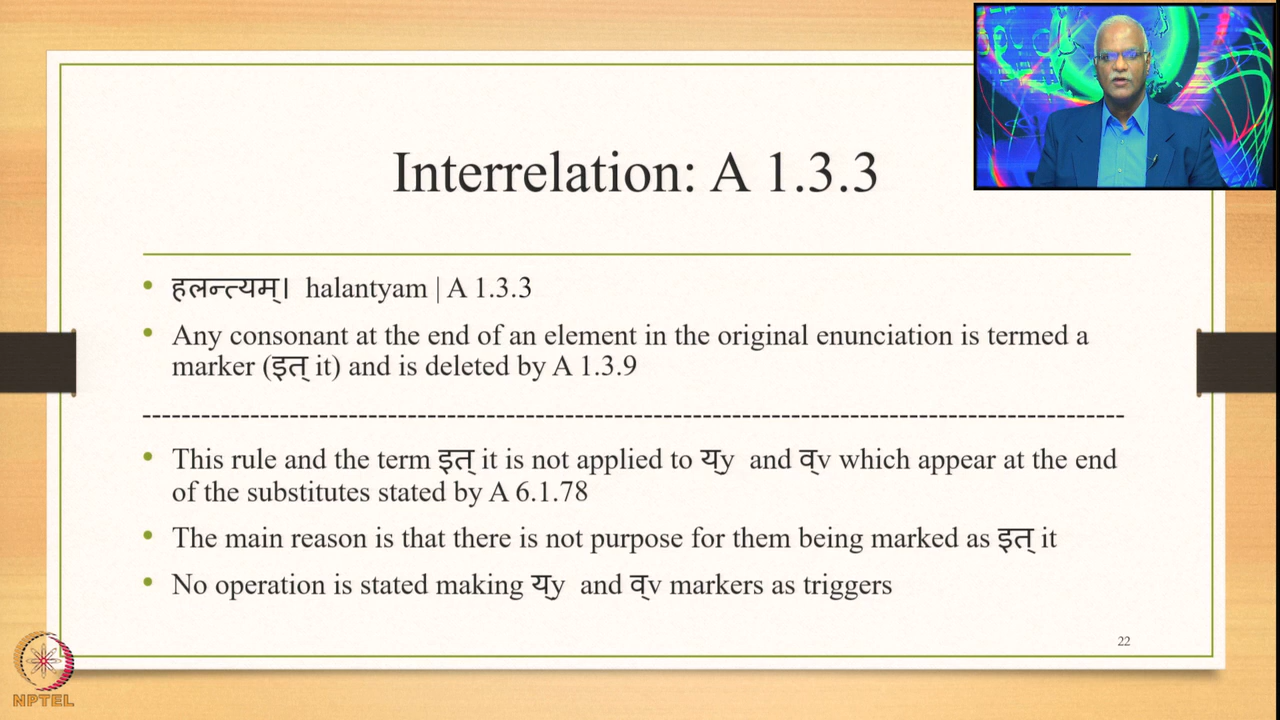 Interrelation: A 1.3.3
• हलन्त्यम्। halantyam | A 1.3.3
• Any consonant at the end of an element in the original enunciation is termed a
marker (इत् it) and is deleted by A 1.3.9
----------------------------------------------------------------------------------------------------
• This rule and the term इत् it is not applied to य्y and व्v which appear at the end
of the substitutes stated by A 6.1.78
• The main reason is that there is not purpose for them being marked as इत् it
• No operation is stated making य्y and व्v markers as triggers
22
NPTEL